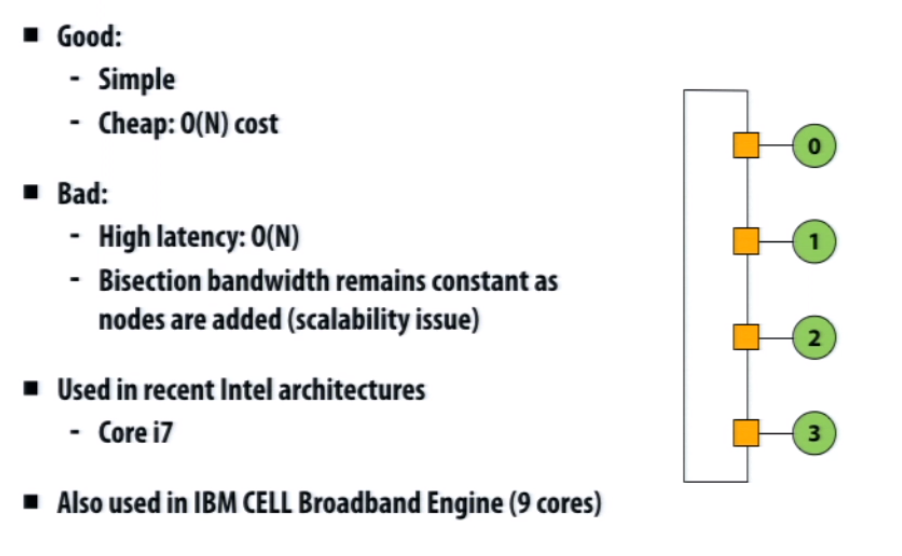 ■ Good:
- Simple
- Cheap: O(N) cost
■ Bad:
- High latency: O(N)
- Bisection bandwidth remains constant as
nodes are added (scalability issue)
■ Used in recent Intel architectures
- Core i7
■ Also used in IBM CELL Broadband Engine (9 cores)
0
1
2
3